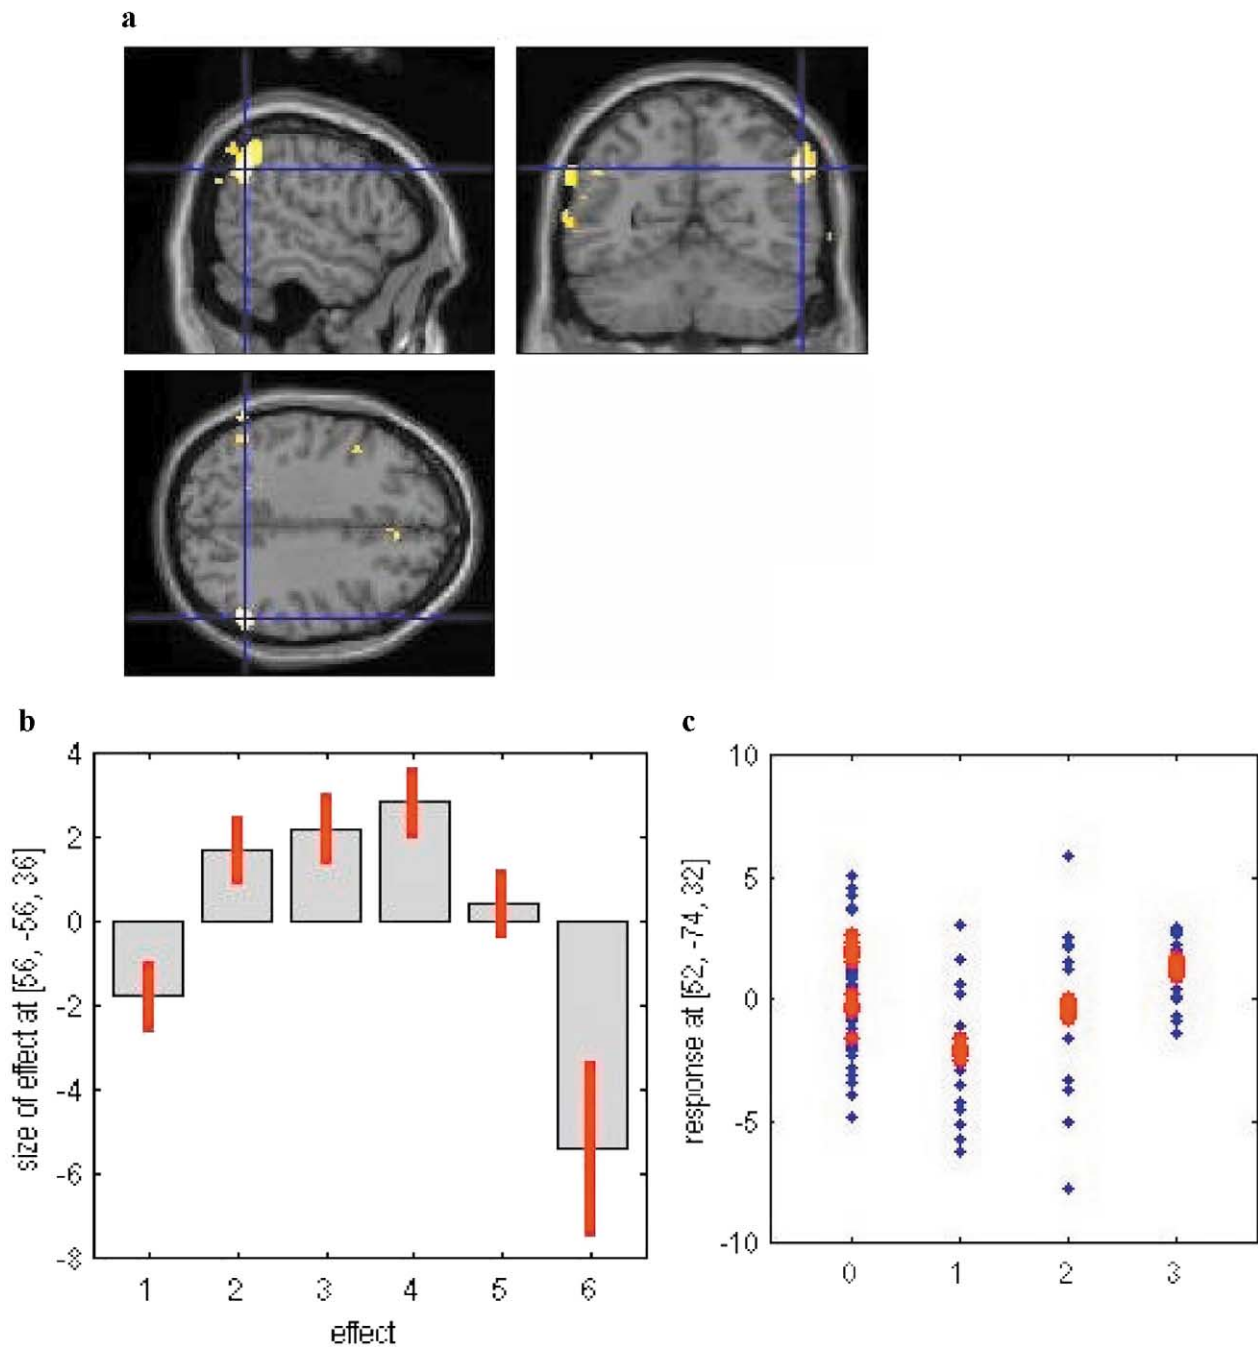 a
b
4
2
0
-2
-4
-6
-8
size of effect at [56, -56, 36]
1 2 3 4 5 6
effect
c
10
5
0
-5
-10
response at [52, -74, 32]
0 1 2 3